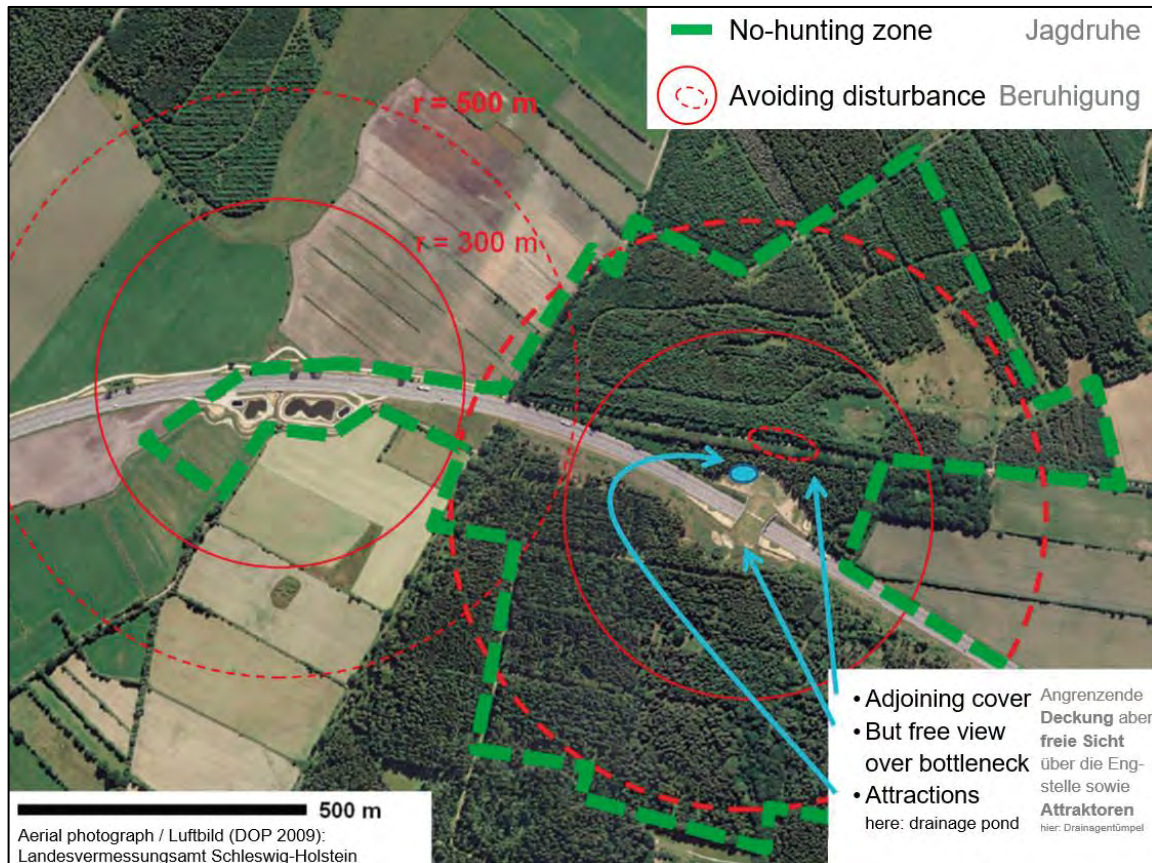 No-hunting zone Jagdruhe
Avoiding disturbance Beruhigung
r = 500 m
r = 300 m
• Adjoining cover
• But free view
over bottleneck
• Attractions
here: drainage pond
Angrenzende
Deckung aber
freie Sicht
über die Eng-
stelle sowie
Attraktoren
hier: Drainagentümpel
500 m
Aerial photograph / Luftbild (DOP 2009):
Landesvermessungsamt Schleswig-Holstein